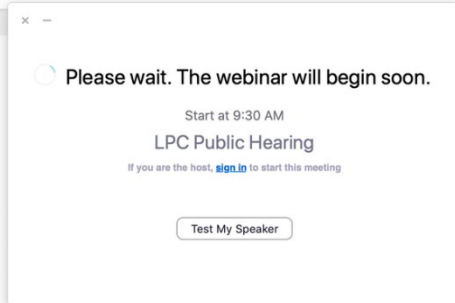 Please wait. The webinar will begin soon.
Start at 9:30 AM
LPC Public Hearing
If you are the host, sign in to start this meeting
Test My Speaker